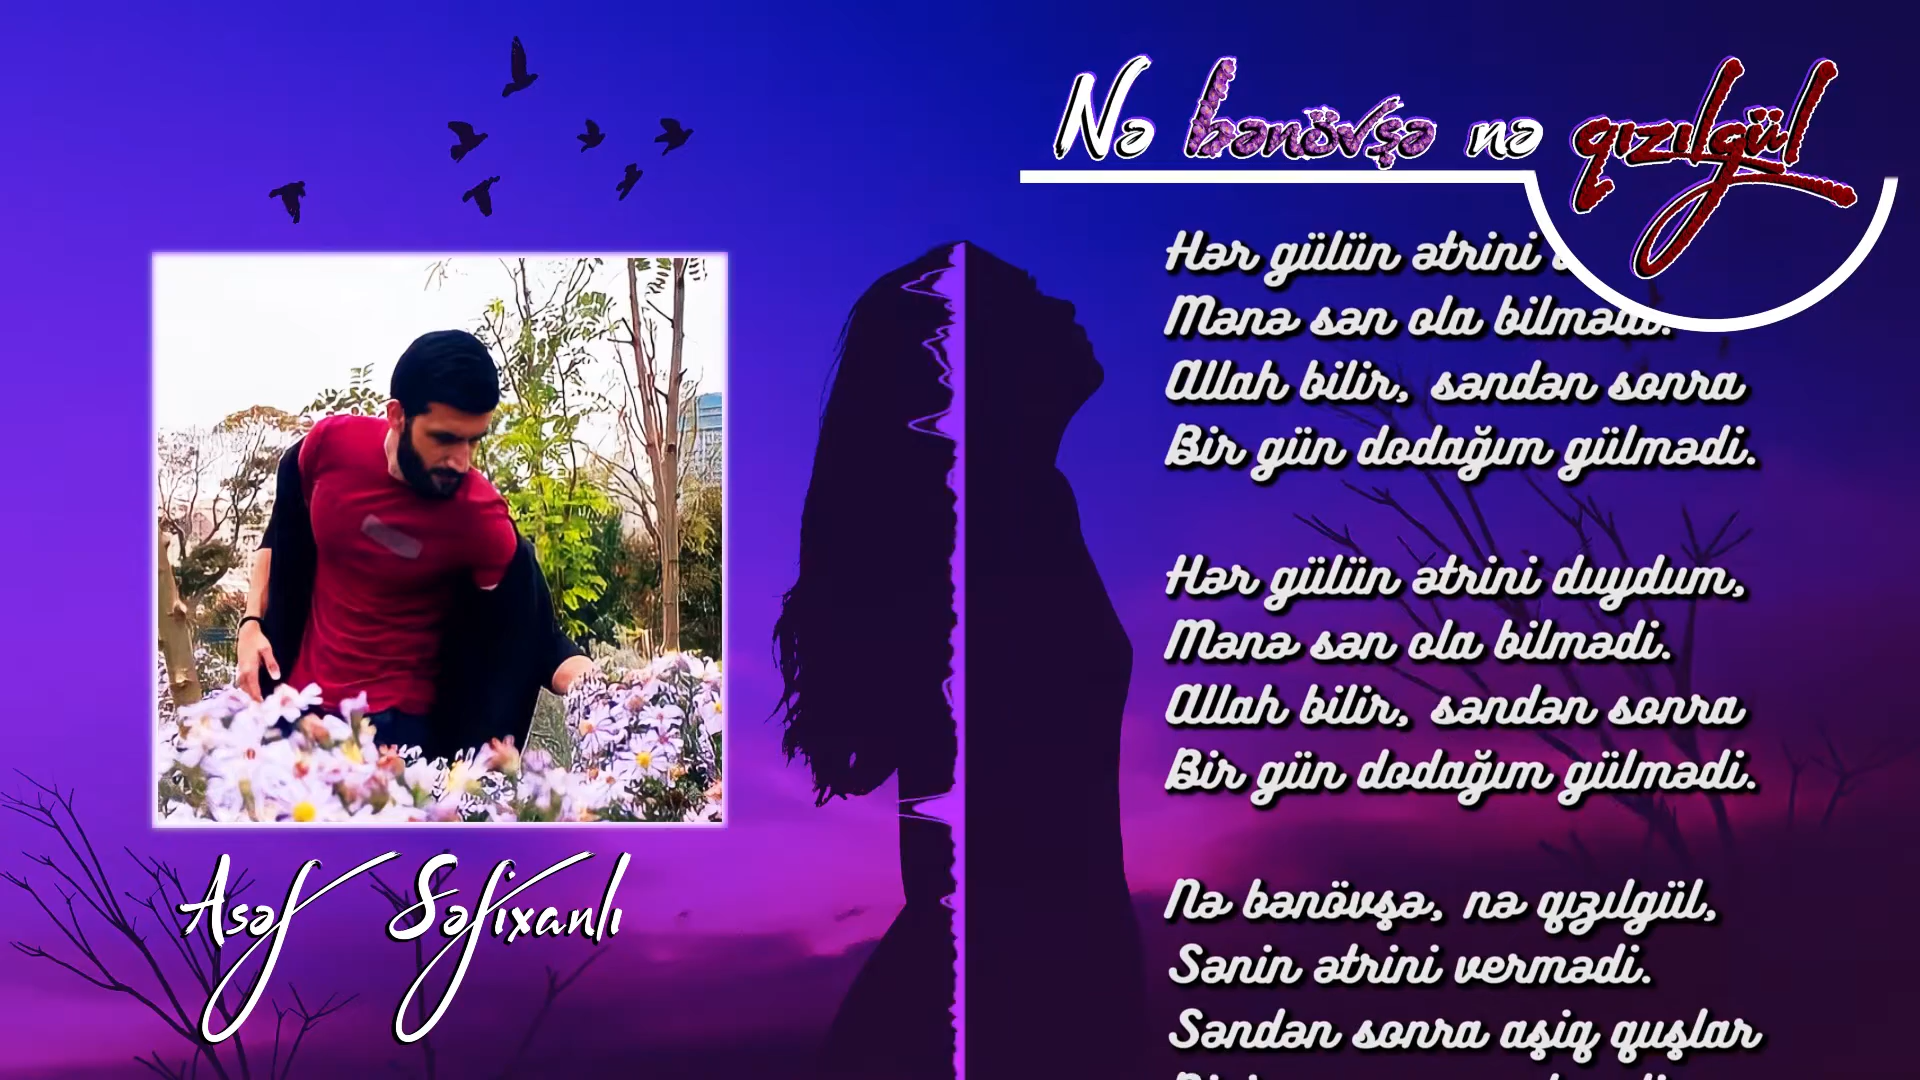 Nə bənövşə nə qızılgül
Hər gülün ətrini
Mənə sən ola bilmədi.
Allah bilir, səndən sonra
Bir gün dodağım gülmədi.
Hər gülün ətrini duydum,
Mənə sən ola bilmədi.
Allah bilir, səndən sonra
Bir gün dodağım gülmədi.
Nə bənövşə, nə qızılgül,
Sənin ətrini vermədi.
Səndən sonra aşiq quşlar
Asəf Səfixanlı